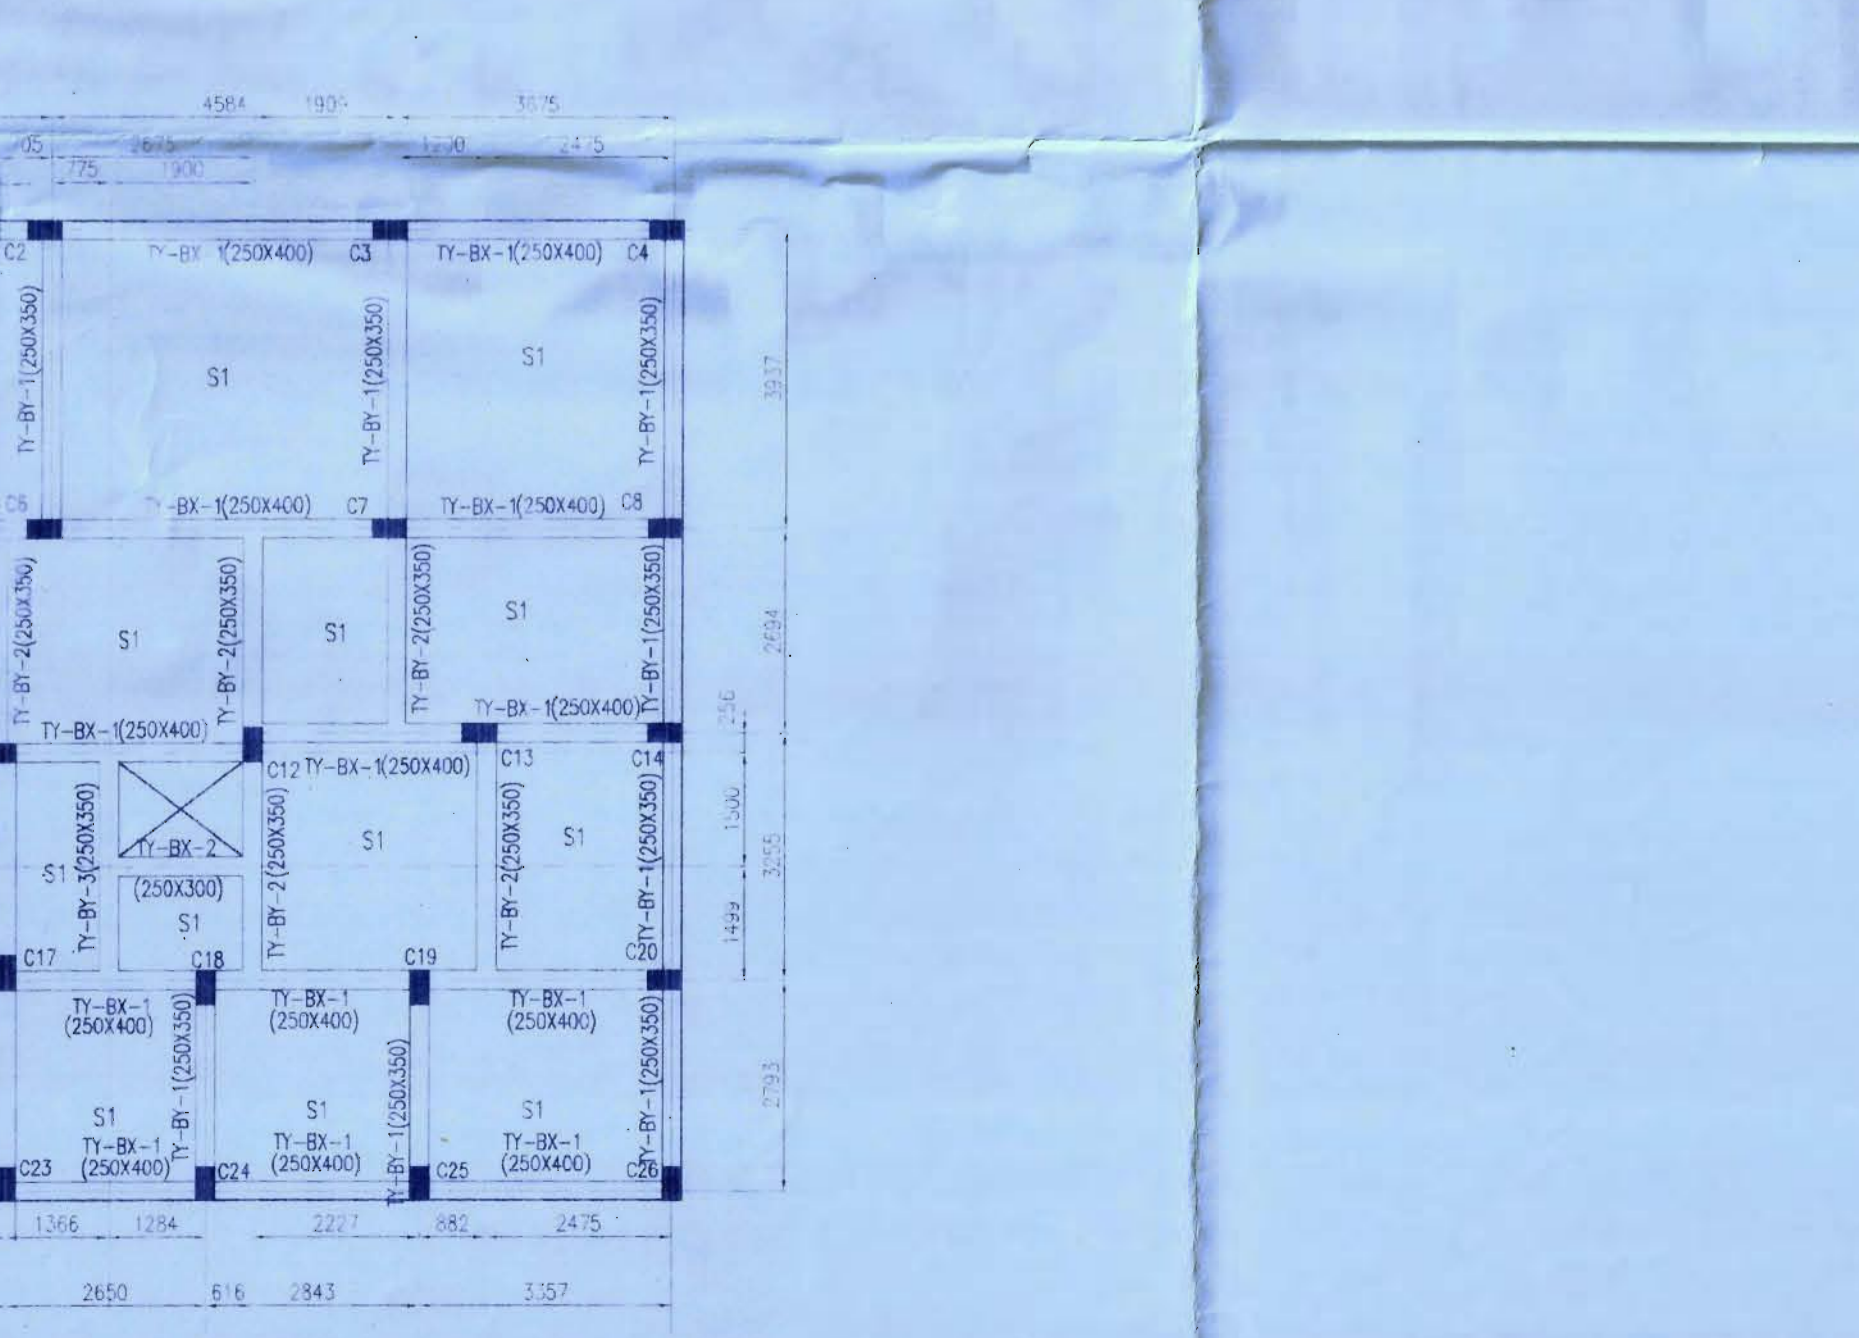 4584 190 3675
05 2675 1200 2475
775 1900
C2 TY-BX-1(250X400) C3 TY-BX-1(250X400) C4
TY-BY-1(250X350)
TY-BY-1(250X350)
TY-BY-1(250X350)
S1
S1
3937
C6 TY-BX-1(250X400) C7 TY-BX-1(250X400) C8
TY-BY-2(250X350)
TY-BY-2(250X350)
TY-BY-2(250X350)
TY-BY-1(250X350)
S1
S1
S1
2694
256
TY-BX-1(250X400)
TY-BX-1(250X400)
C12 TY-BX-1(250X400) C13 C14
TY-BY-3(250X350)
TY-BY-2(250X350)
TY-BY-2(250X350)
TY-BY-1(250X350)
TY-BX-2
(250X300)
S1
S1
S1
S1
1500
3255
1499
C17 C18 C19 C20
TY-BX-1
(250X400)
TY-BX-1
(250X400)
TY-BX-1
(250X400)
TY-BY-1(250X350)
TY-BY-1(250X350)
TY-BY-1(250X350)
S1
S1
S1
2793
TY-BX-1
(250X400)
TY-BX-1
(250X400)
TY-BX-1
(250X400)
C23 C24 C25 C26
1366 1284 2227 882 2475
2650 616 2843 3357